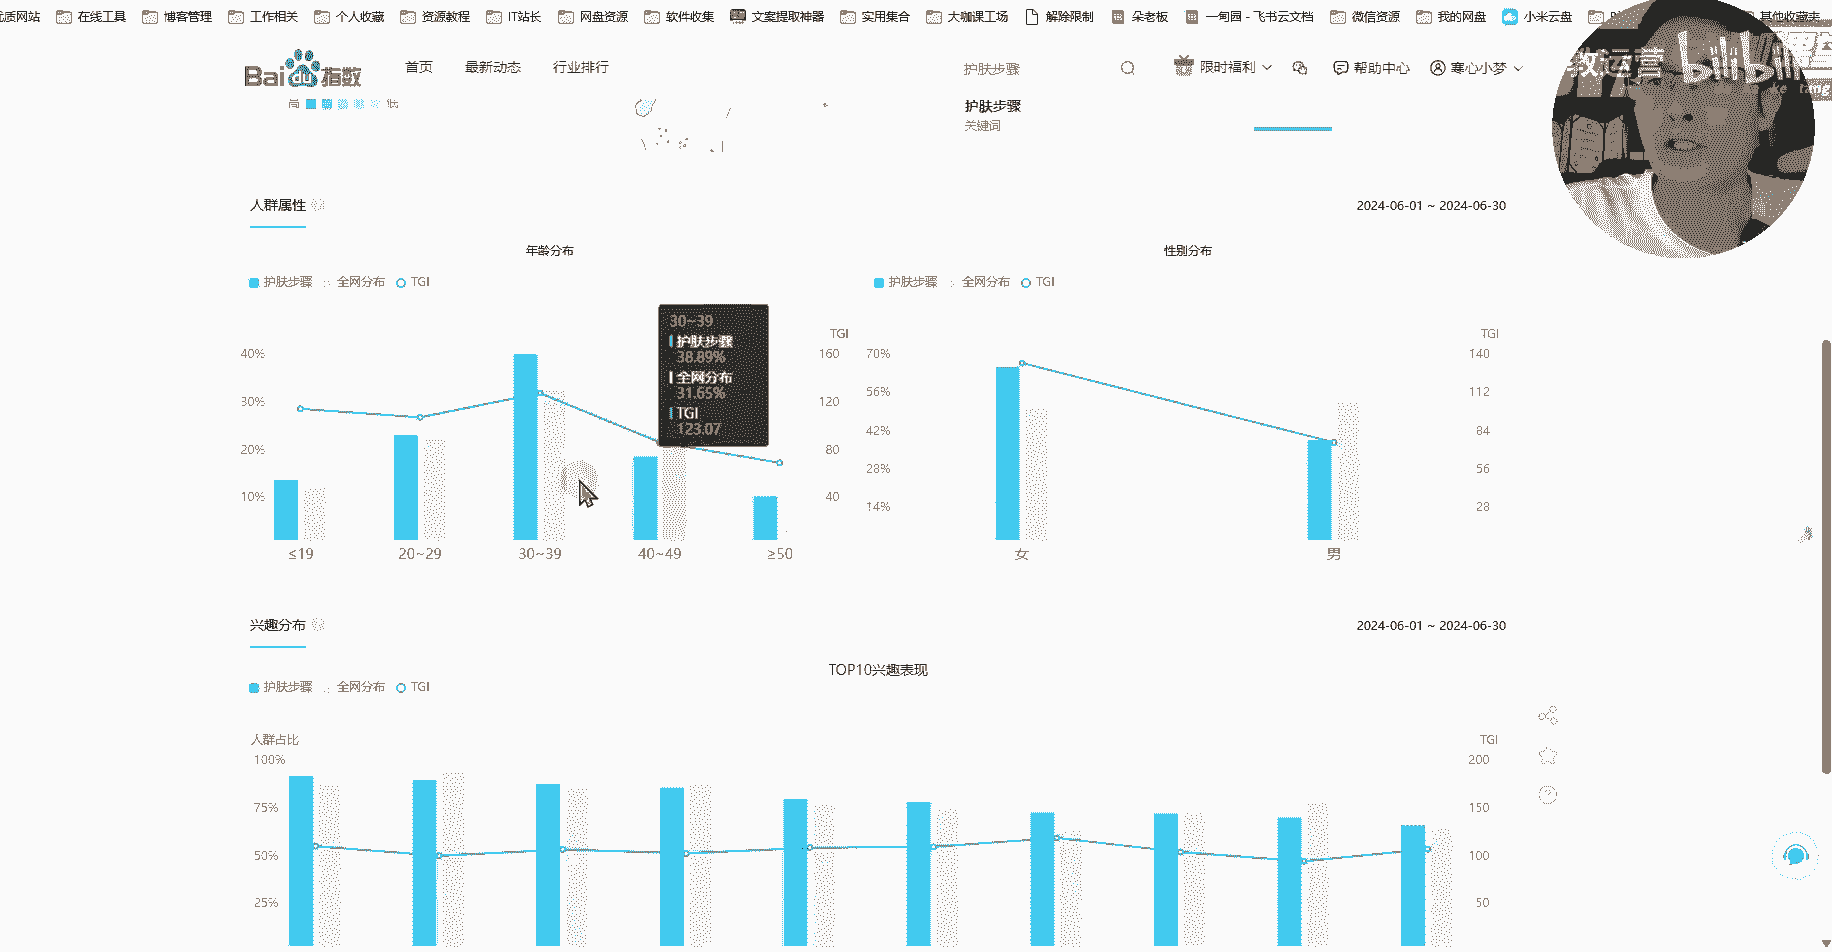 优质网站 在线工具 博客管理 工作相关 个人收藏 资源教程 IT站长 网盘资源 软件收集 文案提取神器 实用集合 大咖课工场 解除限制 朵老板 一甸园 - 飞书云文档 微信资源 我的网盘 小米云盘 其他收藏夹
教运营 bilibili
ke tang
Baidu指数 首页 最新动态 行业排行 护肤步骤 限时福利 帮助中心 寒心小梦
高 低
护肤步骤
关键词
人群属性 2024-06-01 ~ 2024-06-30
年龄分布 性别分布
护肤步骤 全网分布 TGI 护肤步骤 全网分布 TGI
30~39
护肤步骤
38.89%
全网分布
31.65%
TGI
123.07
TGI TGI
40% 160 70% 140
56% 112
30% 120
42% 84
20% 80
28% 56
10% 40
14% 28
≤19 20~29 30~39 40~49 ≥50 女 男
兴趣分布 2024-06-01 ~ 2024-06-30
TOP10兴趣表现
护肤步骤 全网分布 TGI
人群占比 TGI
100% 200
75% 150
50% 100
25% 50